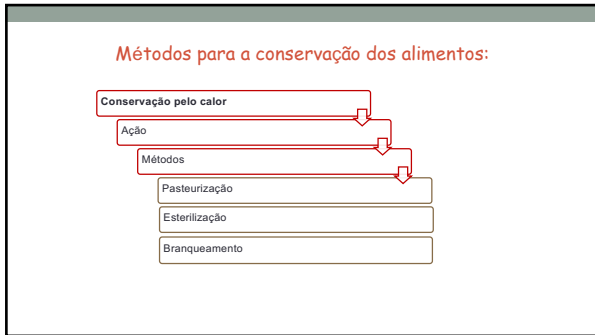 Métodos para a conservação dos alimentos:
Conservação pelo calor
Ação
Métodos
Pasteurização
Esterilização
Branqueamento